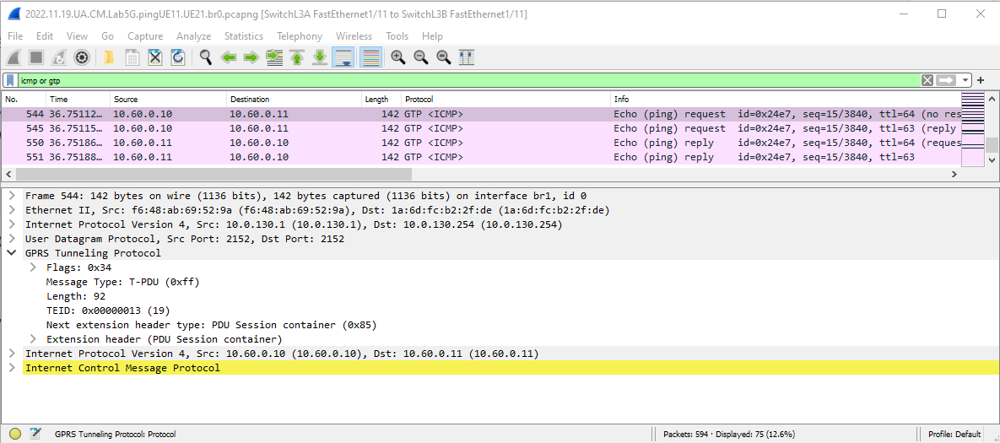 2022.11.19.UA.CM.Lab5G.pingUE11.UE21.br0.pcapng [SwitchL3A FastEthernet1/11 to SwitchL3B FastEthernet1/11]
File Edit View Go Capture Analyze Statistics Telephony Wireless Tools Help
icmp or gtp
No. Time Source Destination Length Protocol Info
544 36.75112… 10.60.0.10 10.60.0.11 142 GTP <ICMP> Echo (ping) request id=0x24e7, seq=15/3840, ttl=64 (no res
545 36.75115… 10.60.0.10 10.60.0.11 142 GTP <ICMP> Echo (ping) request id=0x24e7, seq=15/3840, ttl=63 (reply
550 36.75186… 10.60.0.11 10.60.0.10 142 GTP <ICMP> Echo (ping) reply id=0x24e7, seq=15/3840, ttl=64 (reques
551 36.75188… 10.60.0.11 10.60.0.10 142 GTP <ICMP> Echo (ping) reply id=0x24e7, seq=15/3840, ttl=63
Frame 544: 142 bytes on wire (1136 bits), 142 bytes captured (1136 bits) on interface br1, id 0
Ethernet II, Src: f6:48:ab:69:52:9a (f6:48:ab:69:52:9a), Dst: 1a:6d:fc:b2:2f:de (1a:6d:fc:b2:2f:de)
Internet Protocol Version 4, Src: 10.0.130.1 (10.0.130.1), Dst: 10.0.130.254 (10.0.130.254)
User Datagram Protocol, Src Port: 2152, Dst Port: 2152
GPRS Tunneling Protocol
Flags: 0x34
Message Type: T-PDU (0xff)
Length: 92
TEID: 0x00000013 (19)
Next extension header type: PDU Session container (0x85)
Extension header (PDU Session container)
Internet Protocol Version 4, Src: 10.60.0.10 (10.60.0.10), Dst: 10.60.0.11 (10.60.0.11)
Internet Control Message Protocol
GPRS Tunneling Protocol: Protocol
Packets: 594 · Displayed: 75 (12.6%)
Profile: Default